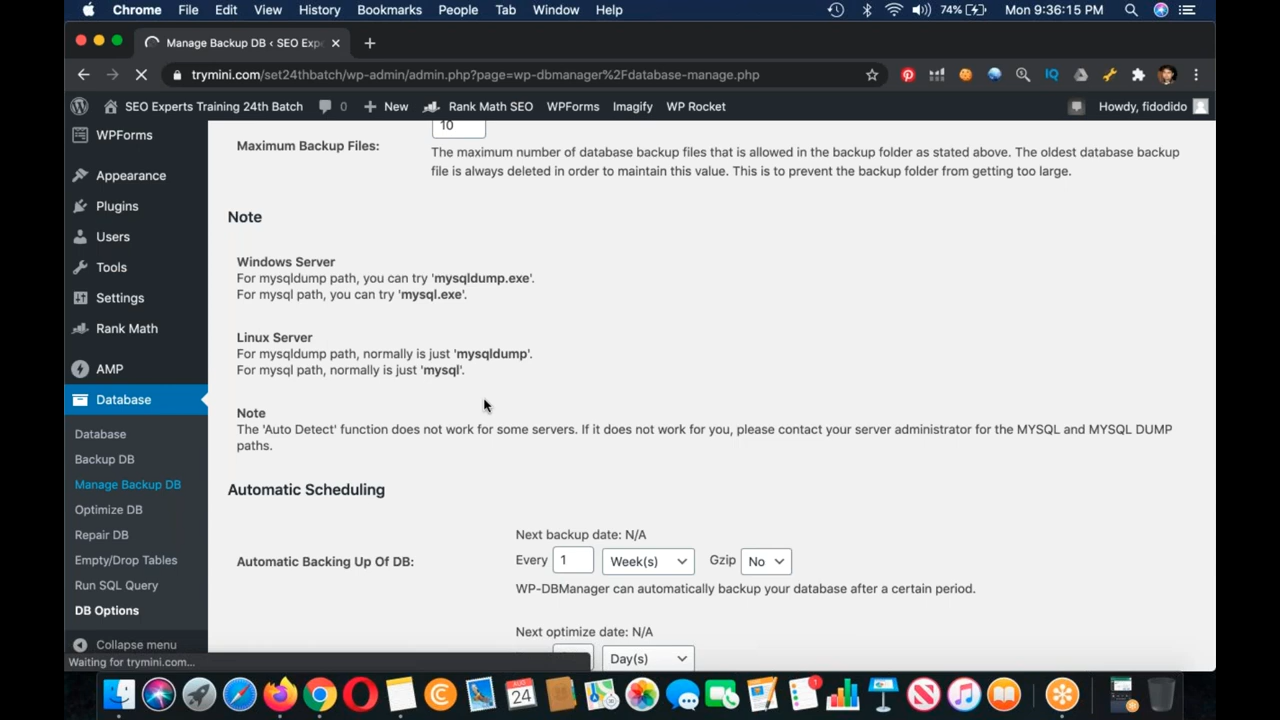 Chrome File Edit View History Bookmarks People Tab Window Help 74% Mon 9:36:15 PM
Manage Backup DB ‹ SEO Exp
trymini.com/set24thbatch/wp-admin/admin.php?page=wp-dbmanager%2Fdatabase-manage.php
SEO Experts Training 24th Batch 0 New Rank Math SEO WPForms Imagify WP Rocket Howdy, fidodido
WPForms
Appearance
Plugins
Users
Tools
Settings
Rank Math
AMP
Database
Database
Backup DB
Manage Backup DB
Optimize DB
Repair DB
Empty/Drop Tables
Run SQL Query
DB Options
Collapse menu
Waiting for trymini.com...
10
Maximum Backup Files:
The maximum number of database backup files that is allowed in the backup folder as stated above. The oldest database backup
file is always deleted in order to maintain this value. This is to prevent the backup folder from getting too large.
Note
Windows Server
For mysqldump path, you can try 'mysqldump.exe'.
For mysql path, you can try 'mysql.exe'.
Linux Server
For mysqldump path, normally is just 'mysqldump'.
For mysql path, normally is just 'mysql'.
Note
The 'Auto Detect' function does not work for some servers. If it does not work for you, please contact your server administrator for the MYSQL and MYSQL DUMP
paths.
Automatic Scheduling
Next backup date: N/A
Automatic Backing Up Of DB: Every 1 Week(s) Gzip No
WP-DBManager can automatically backup your database after a certain period.
Next optimize date: N/A
Day(s)
AUG
24
1